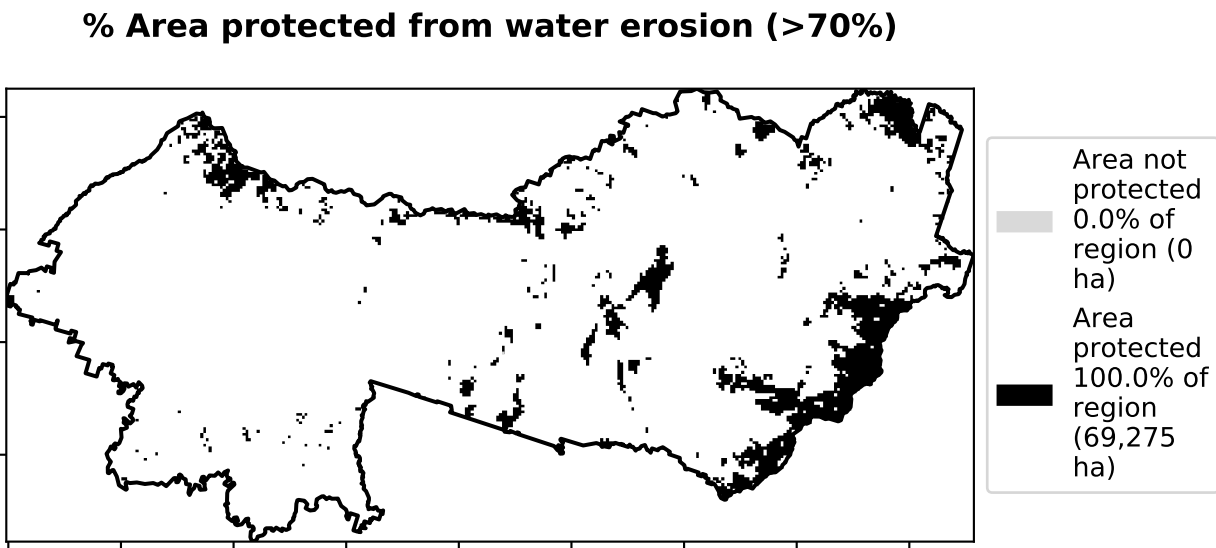 % Area protected from water erosion (>70%)
Area not
protected
0.0% of
region (0
ha)
Area
protected
100.0% of
region
(69,275
ha)